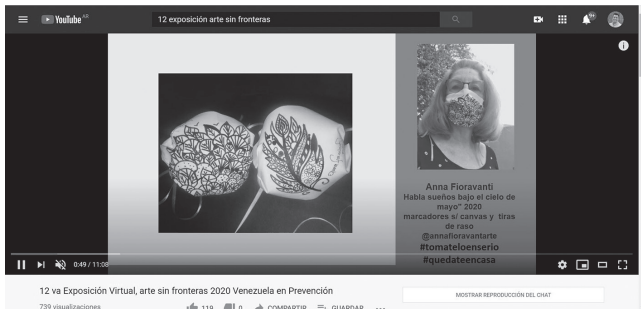 YouTube AR
12 exposición arte sin fronteras
9+
Anna Fioravanti
Habla sueños bajo el cielo de
mayo" 2020
marcadores s/ canvas y tiras
de raso
@annafioravantiarte
#tomateloenserio
#quedateencasa
0:49 / 11:08
12 va Exposición Virtual, arte sin fronteras 2020 Venezuela en Prevención
MOSTRAR REPRODUCCIÓN DEL CHAT
739 visualizaciones
119
0
COMPARTIR
GUARDAR